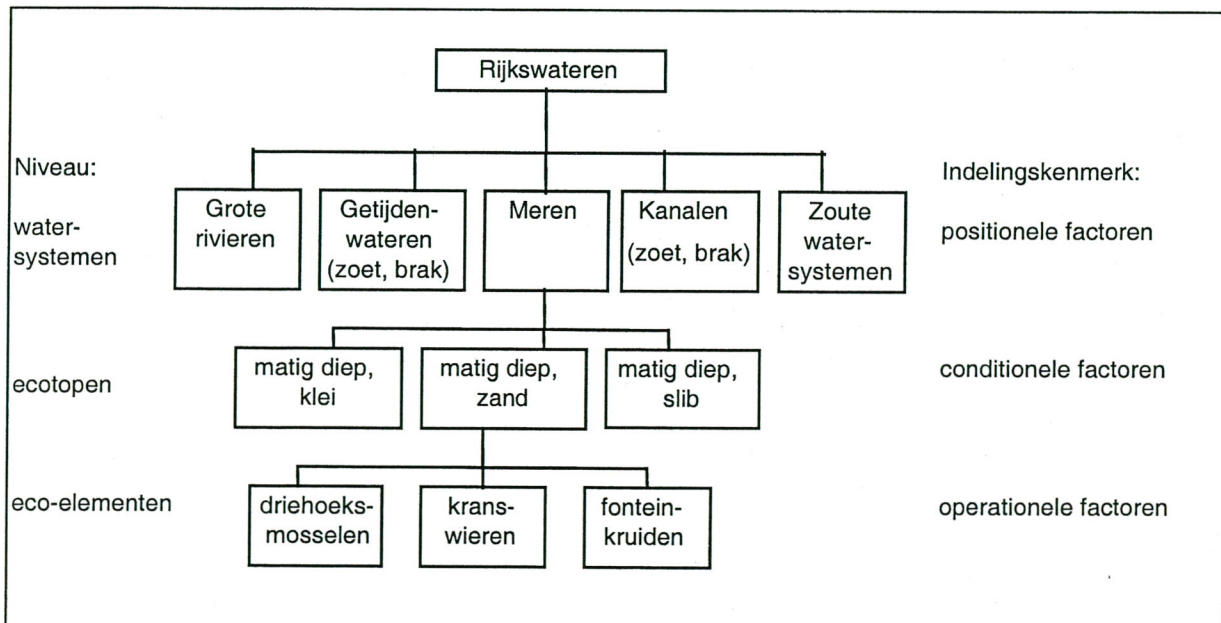 Rijkswateren
Niveau:
Indelingskenmerk:
water-
systemen
Grote
rivieren
Getijden-
wateren
(zoet, brak)
Meren
Kanalen
(zoet, brak)
Zoute
water-
systemen
positionele factoren
ecotopen
matig diep,
klei
matig diep,
zand
matig diep,
slib
conditionele factoren
eco-elementen
driehoeks-
mosselen
krans-
wieren
fontein-
kruiden
operationele factoren